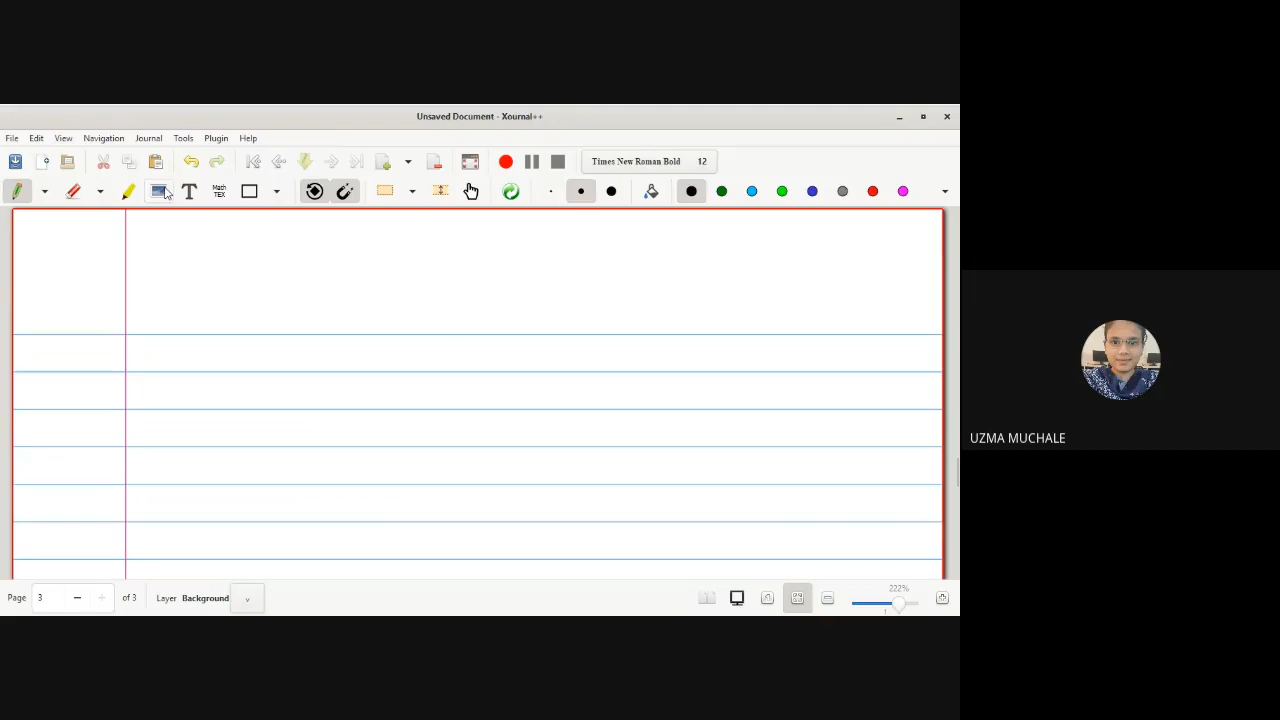 Unsaved Document - Xournal++
File Edit View Navigation Journal Tools Plugin Help
Times New Roman Bold 12
T Math TEX
UZMA MUCHALE
Page 3 of 3 Layer Background 222%